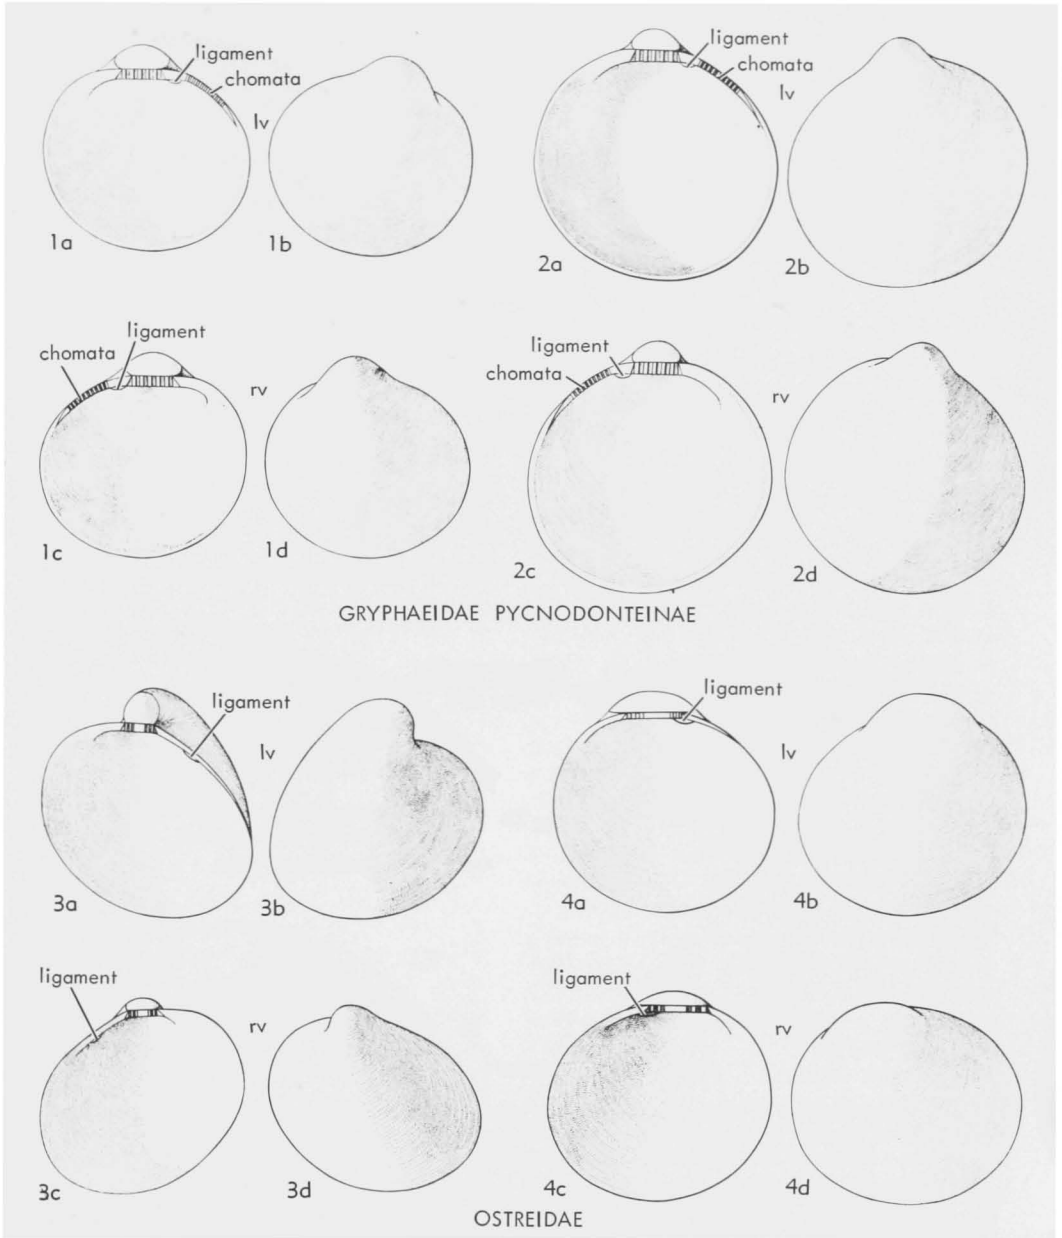 ligament
chomata
lv
1a
1b
ligament
chomata
lv
2a
2b
ligament
chomata
rv
1c
1d
ligament
chomata
rv
2c
2d
GRYPHAEIDAE PYCNODONTEINAE
ligament
lv
3a
3b
ligament
lv
4a
4b
ligament
rv
3c
3d
ligament
rv
4c
4d
OSTREIDAE